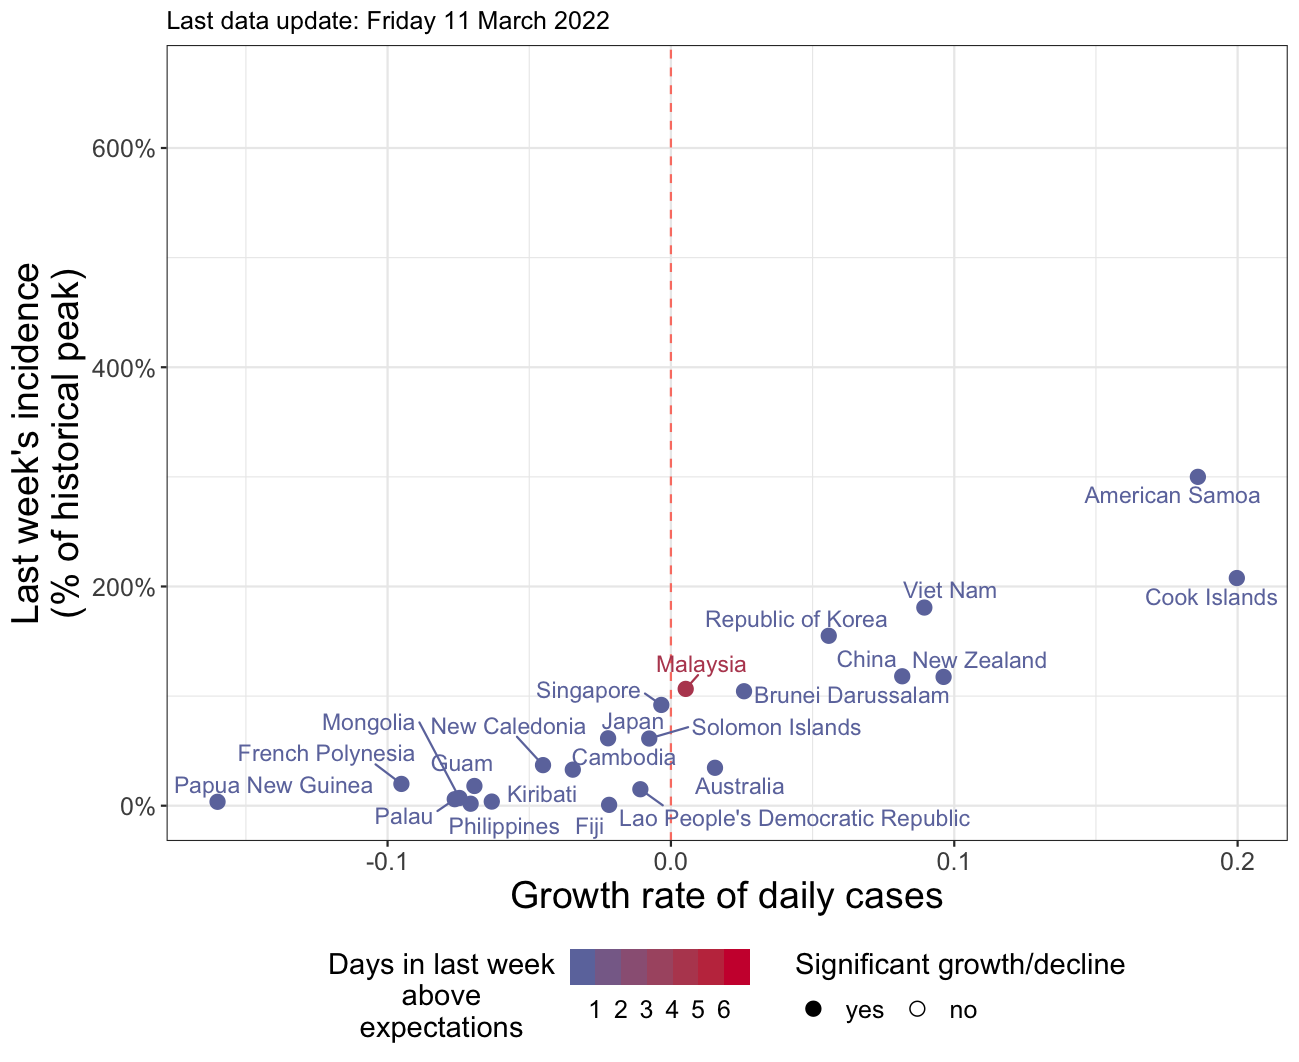 Last data update: Friday 11 March 2022
Last week's incidence
(% of historical peak)
600%
400%
200%
0%
American Samoa
Cook Islands
Viet Nam
Republic of Korea
China
New Zealand
Malaysia
Singapore
Brunei Darussalam
Mongolia
New Caledonia
Japan
Solomon Islands
French Polynesia
Guam
Cambodia
Papua New Guinea
Kiribati
Australia
Palau
Philippines
Fiji
Lao People's Democratic Republic
-0.1
0.0
0.1
0.2
Growth rate of daily cases
Days in last week
above
expectations
1 2 3 4 5 6
Significant growth/decline
yes
no